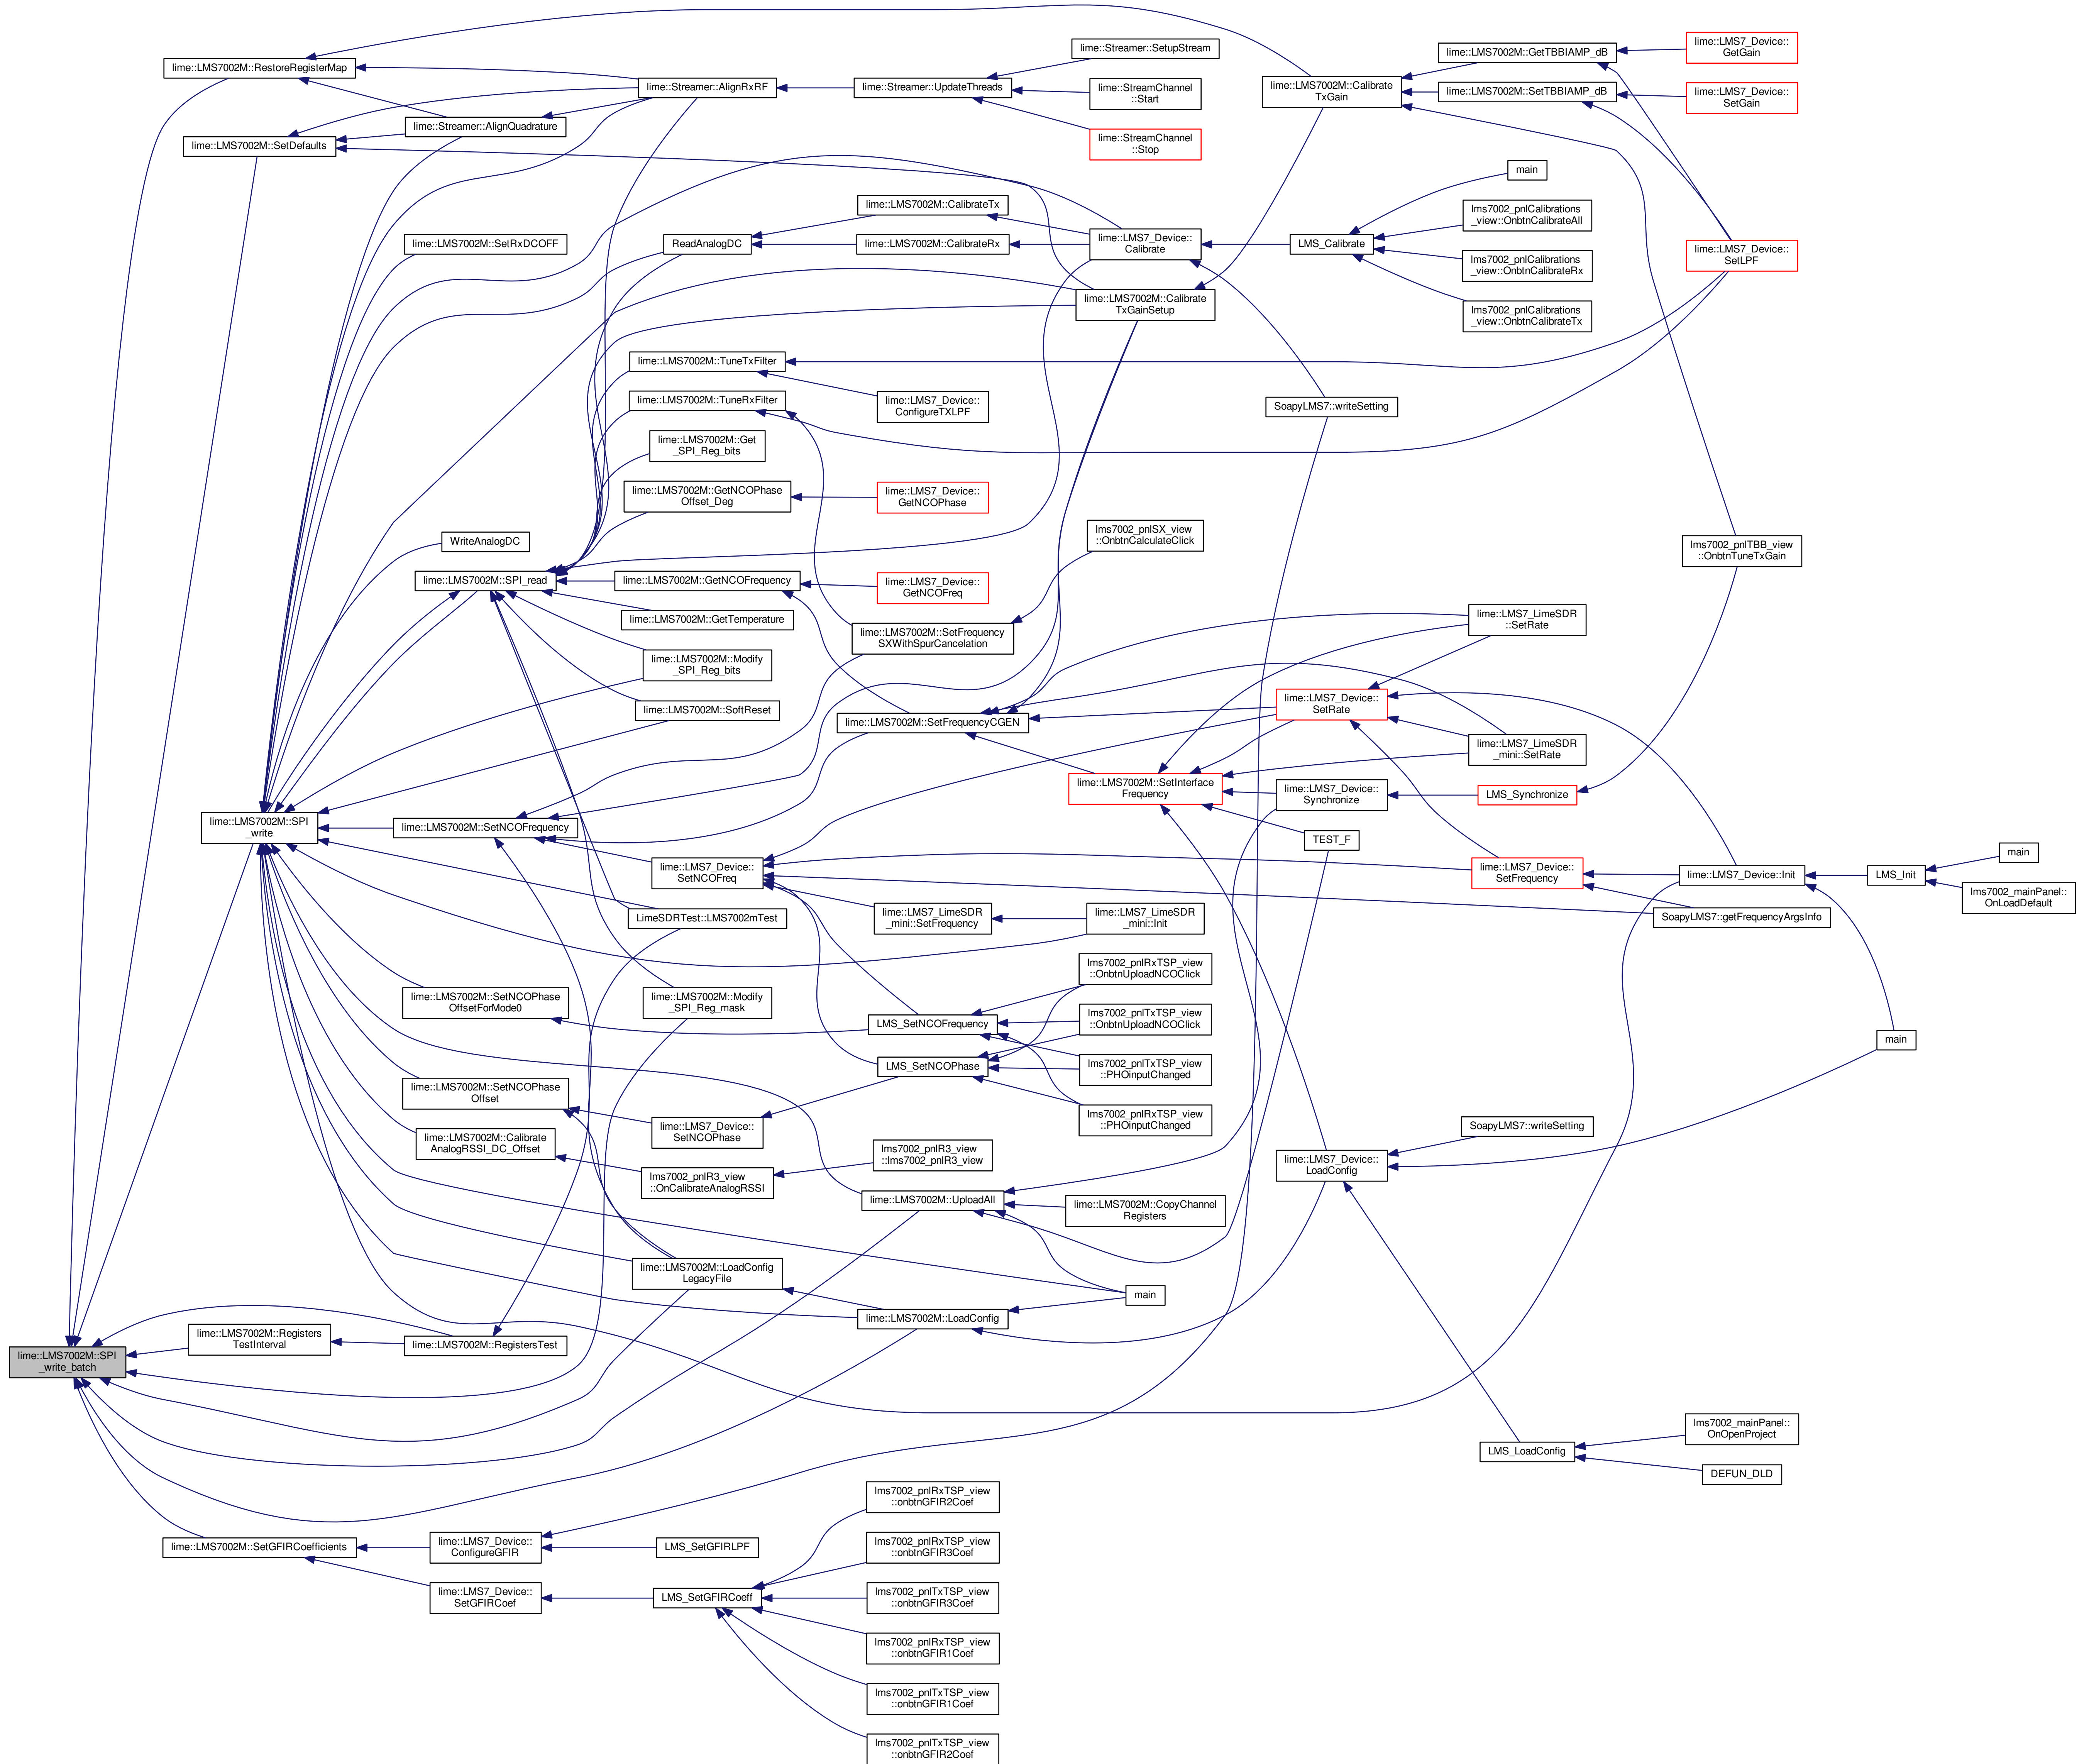 lime::LMS7002M::SPI
_write_batch
lime::LMS7002M::RestoreRegisterMap
lime::LMS7002M::SetDefaults
lime::LMS7002M::SPI
_write
lime::LMS7002M::Registers
TestInterval
lime::LMS7002M::SetGFIRCoefficients
lime::Streamer::AlignQuadrature
lime::LMS7002M::SetRxDCOFF
WriteAnalogDC
lime::LMS7002M::SPI_read
lime::LMS7002M::SetNCOFrequency
lime::LMS7002M::SetNCOPhase
OffsetForMode0
lime::LMS7002M::SetNCOPhase
Offset
lime::LMS7002M::Calibrate
AnalogRSSI_DC_Offset
lime::LMS7002M::RegistersTest
lime::LMS7_Device::
ConfigureGFIR
lime::LMS7_Device::
SetGFIRCoef
lime::Streamer::AlignRxRF
ReadAnalogDC
lime::LMS7002M::TuneTxFilter
lime::LMS7002M::TuneRxFilter
lime::LMS7002M::Get
_SPI_Reg_bits
lime::LMS7002M::GetNCOPhase
Offset_Deg
lime::LMS7002M::GetNCOFrequency
lime::LMS7002M::GetTemperature
lime::LMS7002M::Modify
_SPI_Reg_bits
lime::LMS7002M::SoftReset
lime::LMS7_Device::
SetNCOFreq
LimeSDRTest::LMS7002mTest
lime::LMS7002M::Modify
_SPI_Reg_mask
lime::LMS7_Device::
SetNCOPhase
lms7002_pnlR3_view
::OnCalibrateAnalogRSSI
lime::LMS7002M::LoadConfig
LegacyFile
LMS_SetGFIRLPF
LMS_SetGFIRCoeff
lime::Streamer::UpdateThreads
lime::LMS7002M::CalibrateTx
lime::LMS7002M::CalibrateRx
lime::LMS7_Device::
ConfigureTXLPF
lime::LMS7_Device::
GetNCOPhase
lime::LMS7_Device::
GetNCOFreq
lime::LMS7002M::SetFrequency
SXWithSpurCancelation
lime::LMS7002M::SetFrequencyCGEN
lime::LMS7_LimeSDR
_mini::SetFrequency
LMS_SetNCOFrequency
LMS_SetNCOPhase
lms7002_pnlR3_view
::lms7002_pnlR3_view
lime::LMS7002M::UploadAll
lime::LMS7002M::LoadConfig
lms7002_pnlRxTSP_view
::onbtnGFIR2Coef
lms7002_pnlRxTSP_view
::onbtnGFIR3Coef
lms7002_pnlTxTSP_view
::onbtnGFIR3Coef
lms7002_pnlRxTSP_view
::onbtnGFIR1Coef
lms7002_pnlTxTSP_view
::onbtnGFIR1Coef
lms7002_pnlTxTSP_view
::onbtnGFIR2Coef
lime::Streamer::SetupStream
lime::StreamChannel
::Start
lime::StreamChannel
::Stop
lime::LMS7_Device::
Calibrate
lime::LMS7002M::Calibrate
TxGainSetup
lms7002_pnlSX_view
::OnbtnCalculateClick
lime::LMS7002M::SetInterface
Frequency
lime::LMS7_LimeSDR
_mini::Init
lms7002_pnlRxTSP_view
::OnbtnUploadNCOClick
lms7002_pnlTxTSP_view
::OnbtnUploadNCOClick
lms7002_pnlTxTSP_view
::PHOinputChanged
lms7002_pnlRxTSP_view
::PHOinputChanged
lime::LMS7002M::CopyChannel
Registers
main
lime::LMS7002M::Calibrate
TxGain
LMS_Calibrate
SoapyLMS7::writeSetting
lime::LMS7_Device::
SetRate
lime::LMS7_Device::
Synchronize
TEST_F
lime::LMS7_Device::
LoadConfig
lime::LMS7002M::GetTBBIAMP_dB
lime::LMS7002M::SetTBBIAMP_dB
main
lms7002_pnlCalibrations
_view::OnbtnCalibrateAll
lms7002_pnlCalibrations
_view::OnbtnCalibrateRx
lms7002_pnlCalibrations
_view::OnbtnCalibrateTx
lime::LMS7_LimeSDR
::SetRate
lime::LMS7_LimeSDR
_mini::SetRate
LMS_Synchronize
lime::LMS7_Device::
SetFrequency
SoapyLMS7::writeSetting
LMS_LoadConfig
lime::LMS7_Device::
GetGain
lime::LMS7_Device::
SetGain
lime::LMS7_Device::
SetLPF
lms7002_pnlTBB_view
::OnbtnTuneTxGain
lime::LMS7_Device::Init
SoapyLMS7::getFrequencyArgsInfo
lms7002_mainPanel::
OnOpenProject
DEFUN_DLD
LMS_Init
main
main
lms7002_mainPanel::
OnLoadDefault